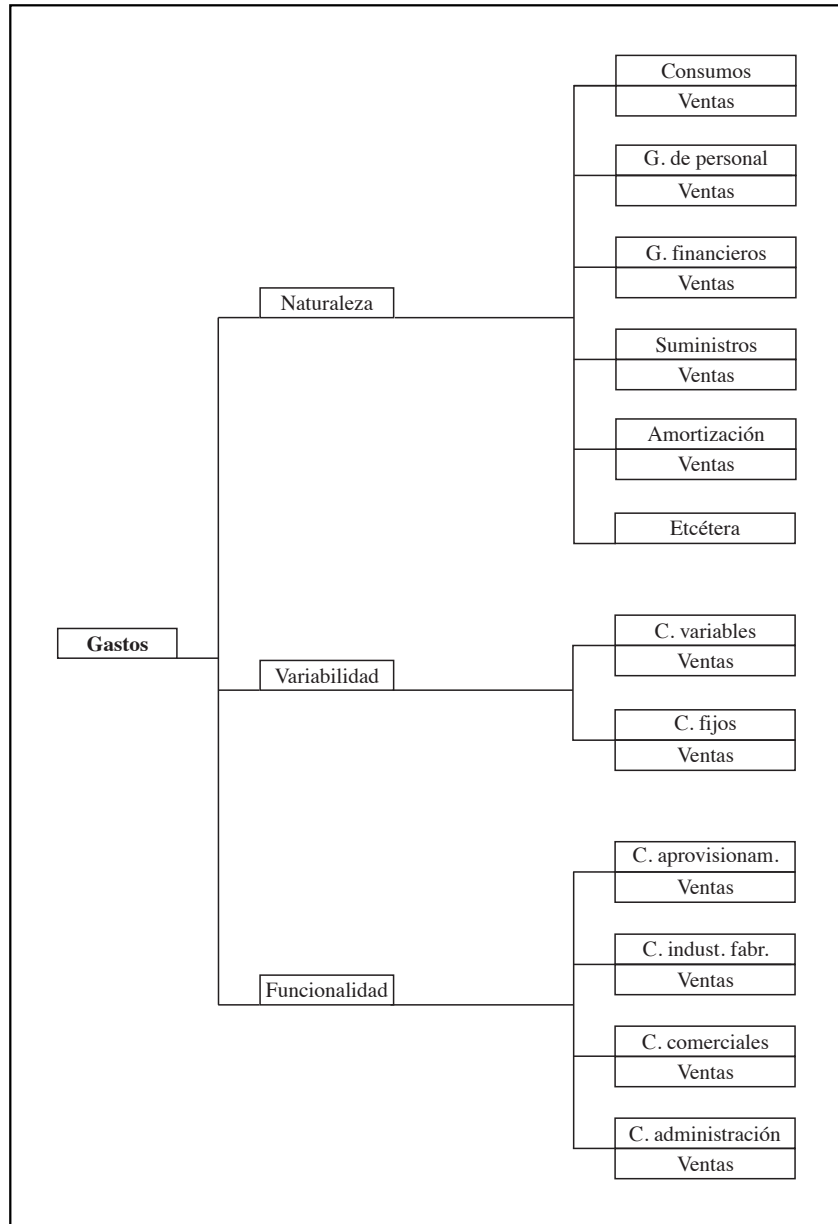 Consumos
Ventas
G. de personal
Ventas
G. financieros
Ventas
Naturaleza
Suministros
Ventas
Amortización
Ventas
Etcétera
Gastos
C. variables
Ventas
Variabilidad
C. fijos
Ventas
C. aprovisionam.
Ventas
C. indust. fabr.
Ventas
Funcionalidad
C. comerciales
Ventas
C. administración
Ventas